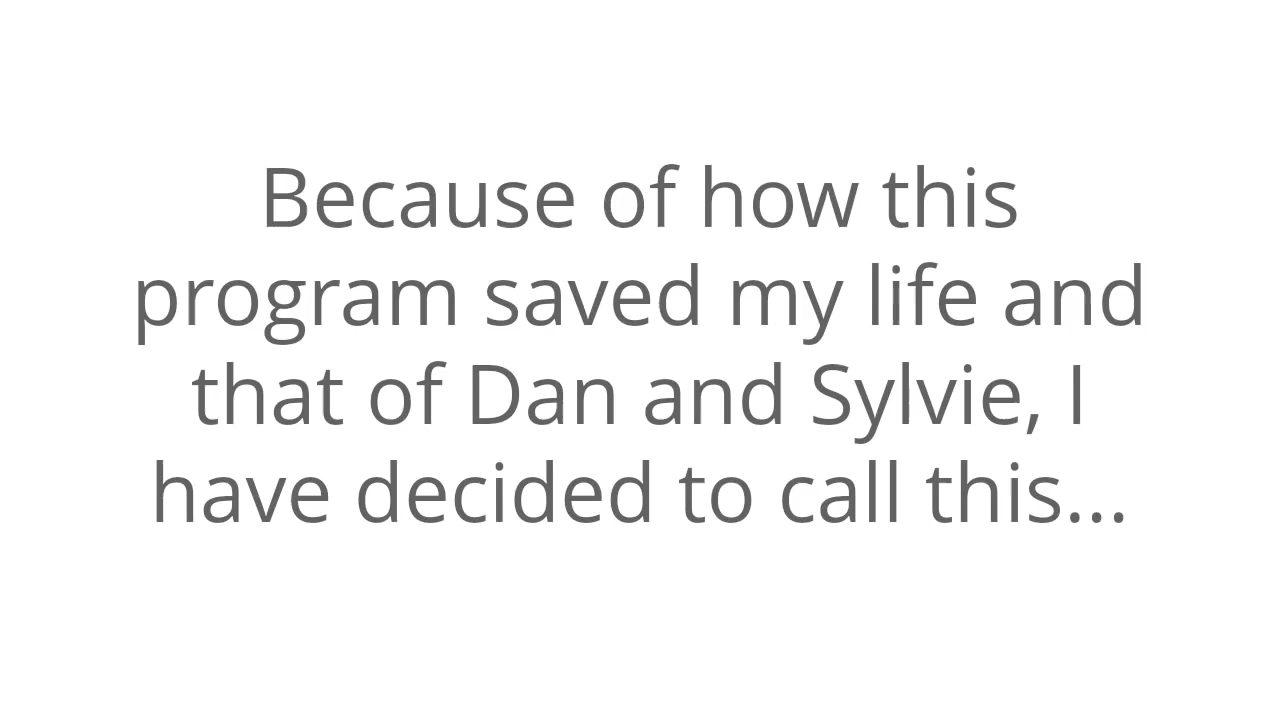 Because of how this
program saved my life and
that of Dan and Sylvie, I
have decided to call this...